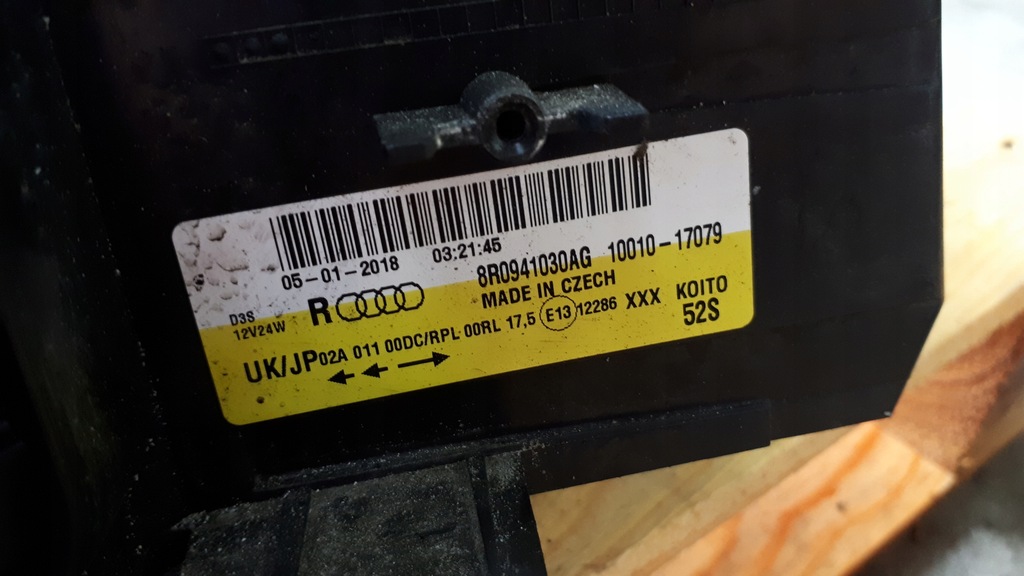 05-01-2018 03:21:45
8R0941030AG 10010-17079
D3S
12V24W
R
MADE IN CZECH
UK/JP 02A 011 00DC/RPL 00RL 17,5 E13 12286 XXX KOITO
52S